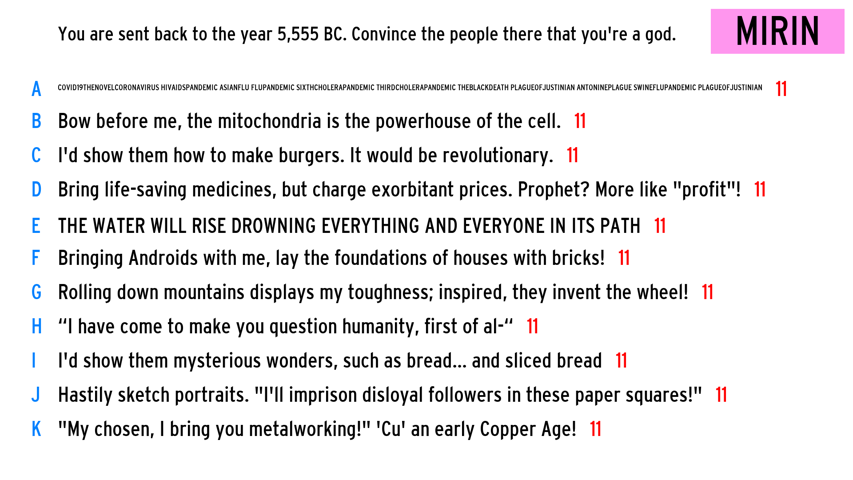 You are sent back to the year 5,555 BC. Convince the people there that you're a god.
MIRIN
A COVID19THENOVELCORONAVIRUS HIVAIDSPANDEMIC ASIANFLU FLUPANDEMIC SIXTHCHOLERAPANDEMIC THIRDCHOLERAPANDEMIC THEBLACKDEATH PLAGUEOFJUSTINIAN ANTONINEPLAGUE SWINEFLUPANDEMIC PLAGUEOFJUSTINIAN 11
B Bow before me, the mitochondria is the powerhouse of the cell. 11
C I'd show them how to make burgers. It would be revolutionary. 11
D Bring life-saving medicines, but charge exorbitant prices. Prophet? More like "profit"! 11
E THE WATER WILL RISE DROWNING EVERYTHING AND EVERYONE IN ITS PATH 11
F Bringing Androids with me, lay the foundations of houses with bricks! 11
G Rolling down mountains displays my toughness; inspired, they invent the wheel! 11
H “I have come to make you question humanity, first of al-“ 11
I I'd show them mysterious wonders, such as bread... and sliced bread 11
J Hastily sketch portraits. "I'll imprison disloyal followers in these paper squares!" 11
K "My chosen, I bring you metalworking!" 'Cu' an early Copper Age! 11